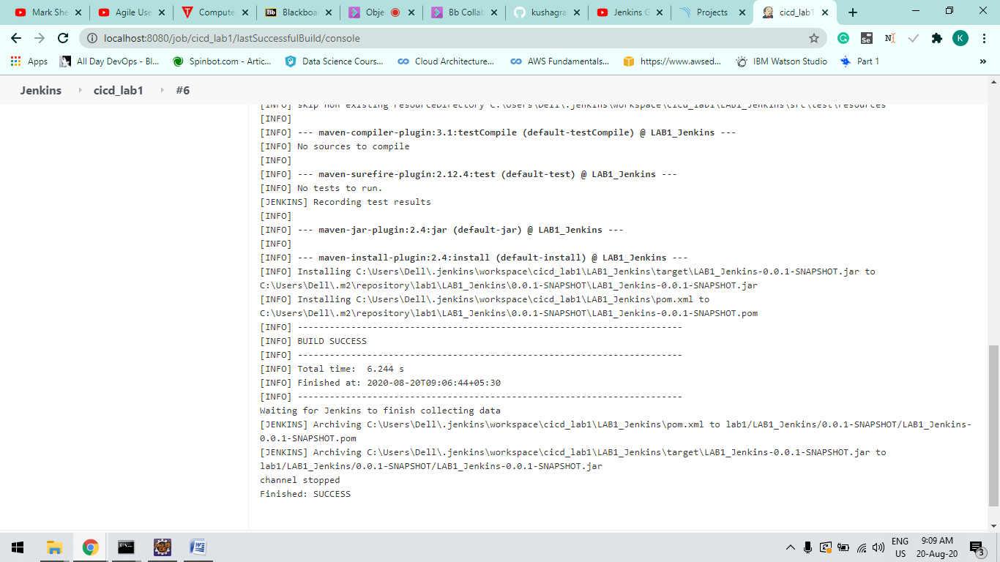 Mark She
Agile Use
Compute
Blackboa
Obje
Bb Collab
kushagra
Jenkins G
Projects
cicd_lab1
localhost:8080/job/cicd_lab1/lastSuccessfulBuild/console
Apps
All Day DevOps - Bl...
Spinbot.com - Artic...
Data Science Cours...
Cloud Architecture...
AWS Fundamentals...
https://www.awsed...
IBM Watson Studio
Part 1
Jenkins
cicd_lab1
#6
[INFO] skip non existing resourceDirectory C:\Users\Dell\.jenkins\workspace\cicd_lab1\LAB1_Jenkins\src\test\resources
[INFO]
[INFO] --- maven-compiler-plugin:3.1:testCompile (default-testCompile) @ LAB1_Jenkins ---
[INFO] No sources to compile
[INFO]
[INFO] --- maven-surefire-plugin:2.12.4:test (default-test) @ LAB1_Jenkins ---
[INFO] No tests to run.
[JENKINS] Recording test results
[INFO]
[INFO] --- maven-jar-plugin:2.4:jar (default-jar) @ LAB1_Jenkins ---
[INFO]
[INFO] --- maven-install-plugin:2.4:install (default-install) @ LAB1_Jenkins ---
[INFO] Installing C:\Users\Dell\.jenkins\workspace\cicd_lab1\LAB1_Jenkins\target\LAB1_Jenkins-0.0.1-SNAPSHOT.jar to
C:\Users\Dell\.m2\repository\lab1\LAB1_Jenkins\0.0.1-SNAPSHOT\LAB1_Jenkins-0.0.1-SNAPSHOT.jar
[INFO] Installing C:\Users\Dell\.jenkins\workspace\cicd_lab1\LAB1_Jenkins\pom.xml to
C:\Users\Dell\.m2\repository\lab1\LAB1_Jenkins\0.0.1-SNAPSHOT\LAB1_Jenkins-0.0.1-SNAPSHOT.pom
[INFO] ------------------------------------------------------------------------
[INFO] BUILD SUCCESS
[INFO] ------------------------------------------------------------------------
[INFO] Total time:  6.244 s
[INFO] Finished at: 2020-08-20T09:06:44+05:30
[INFO] ------------------------------------------------------------------------
Waiting for Jenkins to finish collecting data
[JENKINS] Archiving C:\Users\Dell\.jenkins\workspace\cicd_lab1\LAB1_Jenkins\pom.xml to lab1/LAB1_Jenkins/0.0.1-SNAPSHOT/LAB1_Jenkins-
0.0.1-SNAPSHOT.pom
[JENKINS] Archiving C:\Users\Dell\.jenkins\workspace\cicd_lab1\LAB1_Jenkins\target\LAB1_Jenkins-0.0.1-SNAPSHOT.jar to
lab1/LAB1_Jenkins/0.0.1-SNAPSHOT/LAB1_Jenkins-0.0.1-SNAPSHOT.jar
channel stopped
Finished: SUCCESS
ENG
US
9:09 AM
20-Aug-20
3